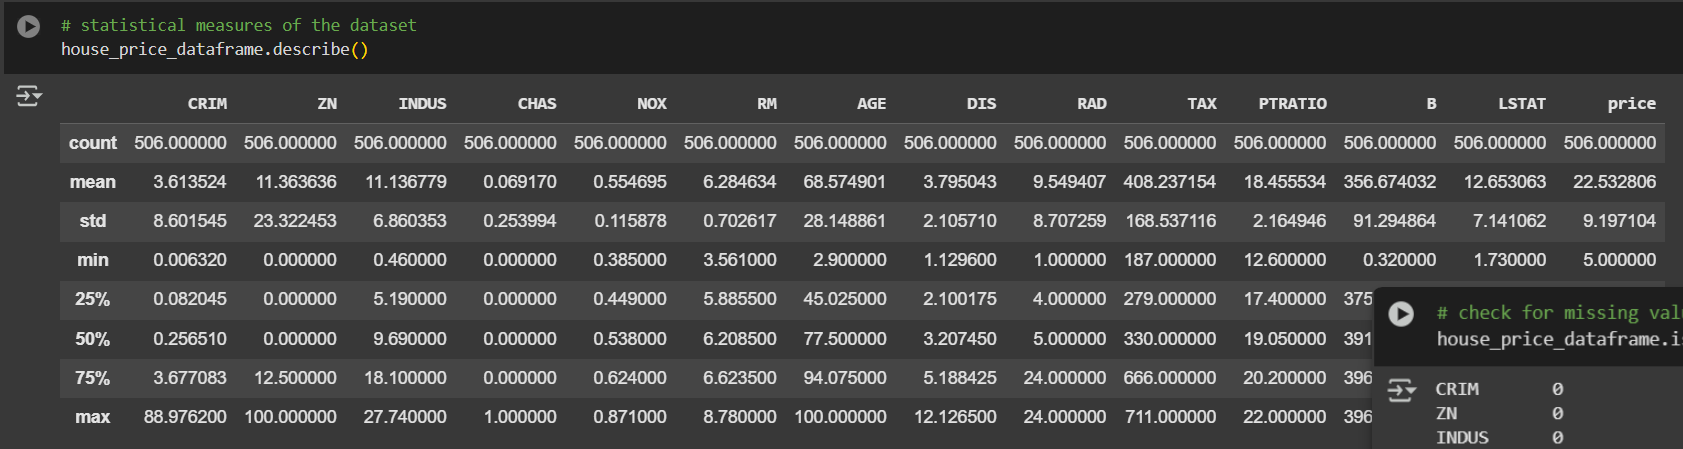 # statistical measures of the dataset
house_price_dataframe.describe()
CRIM ZN INDUS CHAS NOX RM AGE DIS RAD TAX PTRATIO B LSTAT price
count 506.000000 506.000000 506.000000 506.000000 506.000000 506.000000 506.000000 506.000000 506.000000 506.000000 506.000000 506.000000 506.000000 506.000000
mean 3.613524 11.363636 11.136779 0.069170 0.554695 6.284634 68.574901 3.795043 9.549407 408.237154 18.455534 356.674032 12.653063 22.532806
std 8.601545 23.322453 6.860353 0.253994 0.115878 0.702617 28.148861 2.105710 8.707259 168.537116 2.164946 91.294864 7.141062 9.197104
min 0.006320 0.000000 0.460000 0.000000 0.385000 3.561000 2.900000 1.129600 1.000000 187.000000 12.600000 0.320000 1.730000 5.000000
25% 0.082045 0.000000 5.190000 0.000000 0.449000 5.885500 45.025000 2.100175 4.000000 279.000000 17.400000 375
50% 0.256510 0.000000 9.690000 0.000000 0.538000 6.208500 77.500000 3.207450 5.000000 330.000000 19.050000 391
75% 3.677083 12.500000 18.100000 0.000000 0.624000 6.623500 94.075000 5.188425 24.000000 666.000000 20.200000 396
max 88.976200 100.000000 27.740000 1.000000 0.871000 8.780000 100.000000 12.126500 24.000000 711.000000 22.000000 396
# check for missing val
house_price_dataframe.i
CRIM 0
ZN 0
INDUS 0